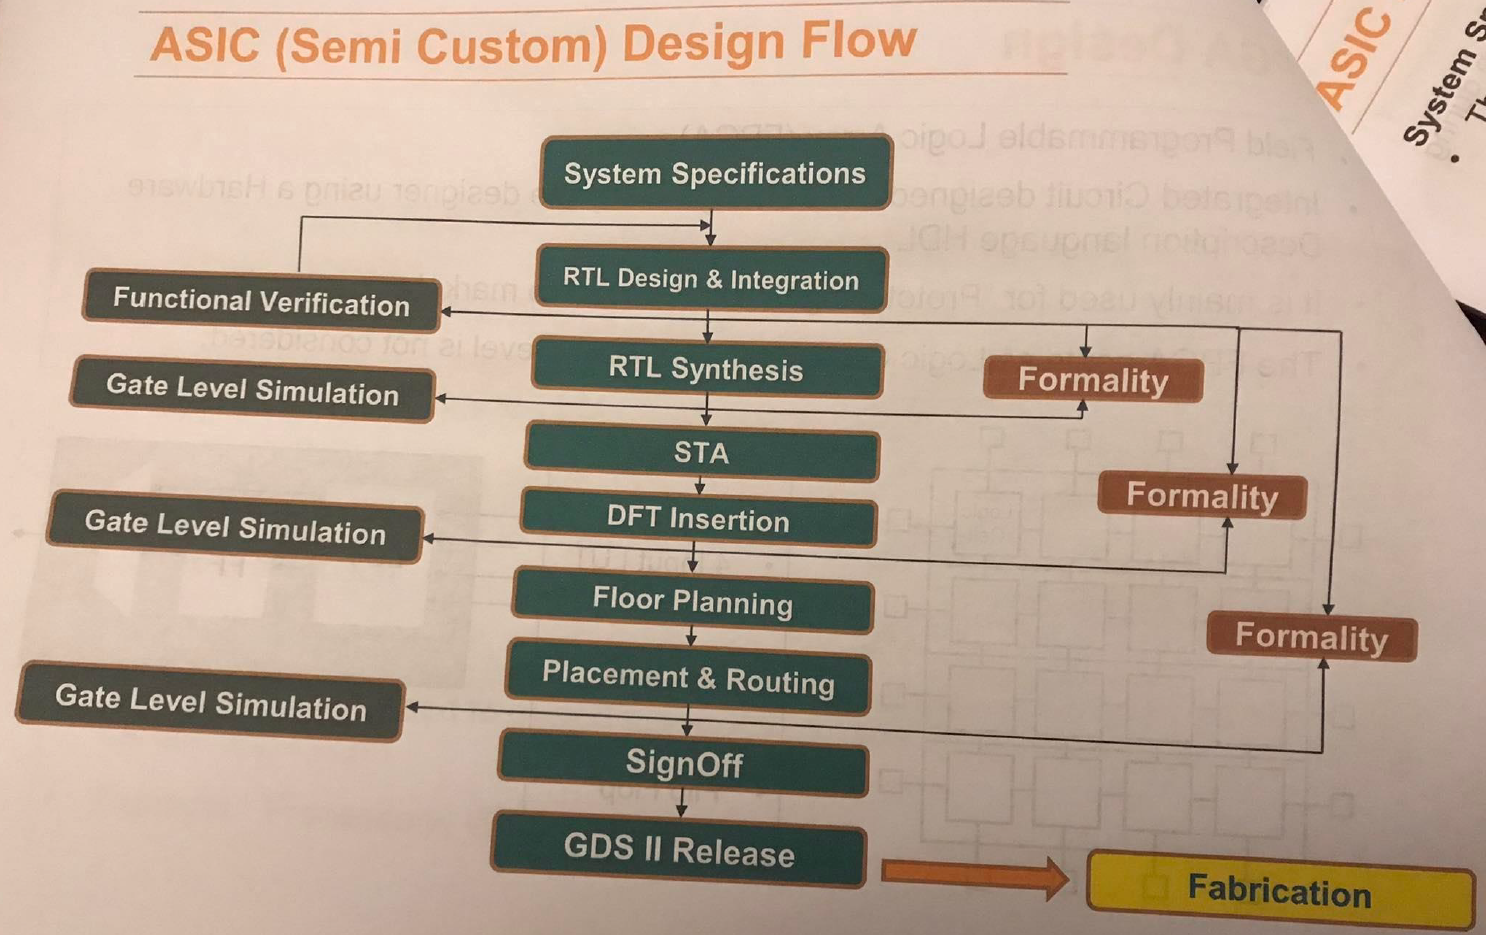 ASIC (Semi Custom) Design Flow
System Specifications
RTL Design & Integration
Functional Verification
RTL Synthesis
Formality
Gate Level Simulation
STA
Formality
DFT Insertion
Gate Level Simulation
Floor Planning
Formality
Placement & Routing
Gate Level Simulation
SignOff
GDS II Release
Fabrication
ASIC
System